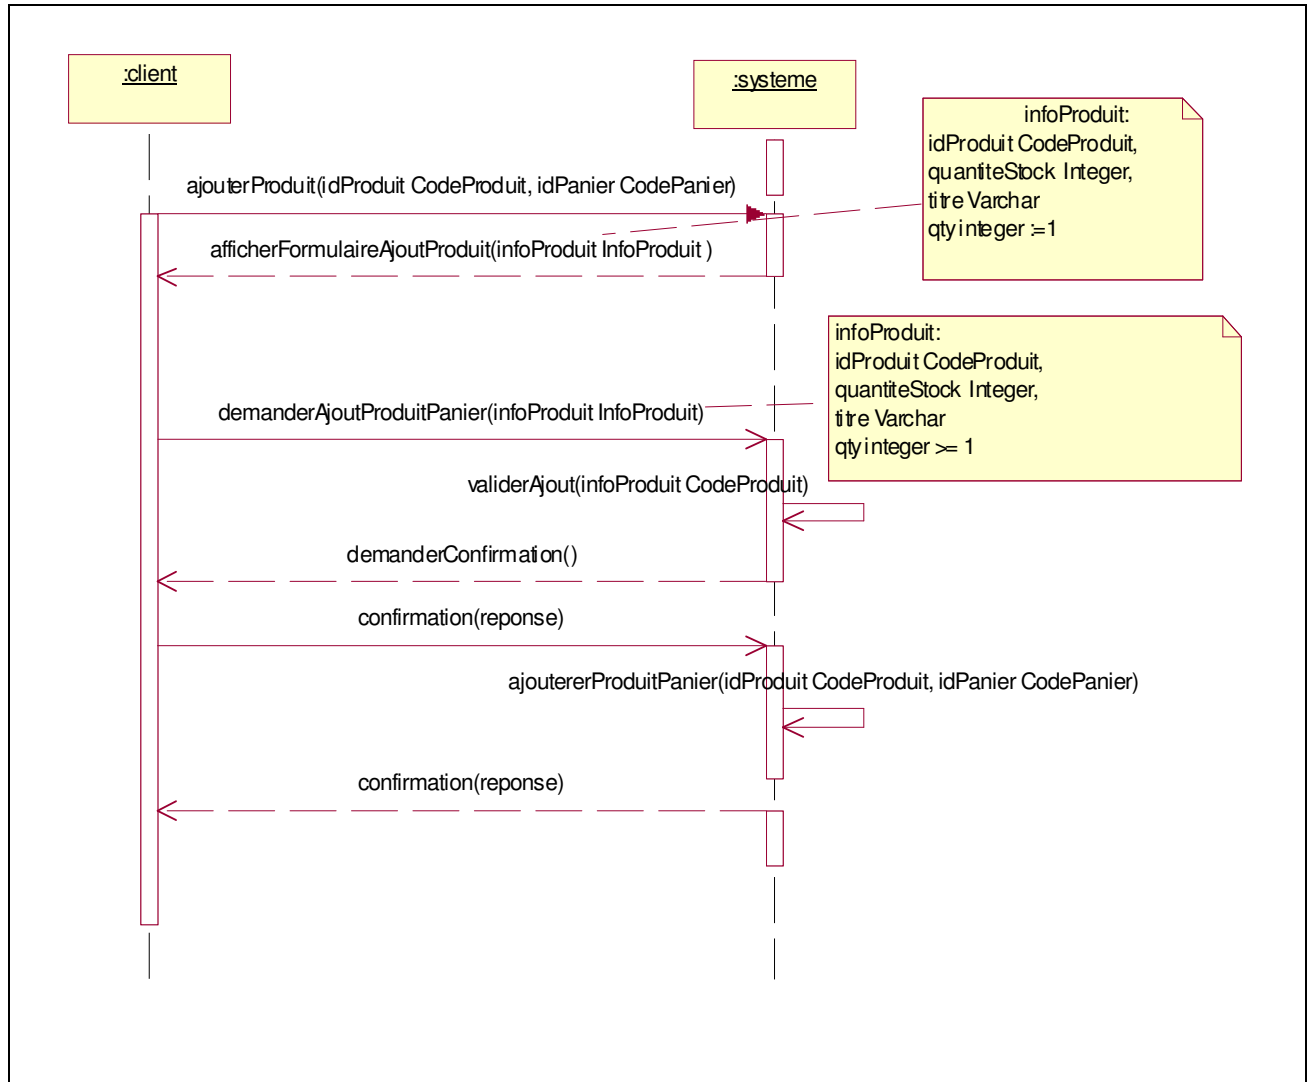 :client
:systeme
infoProduit:
idProduit CodeProduit,
quantiteStock Integer,
titre Varchar
qty integer :=1
ajouterProduit(idProduit CodeProduit, idPanier CodePanier)
afficherFormulaireAjoutProduit(infoProduit InfoProduit )
infoProduit:
idProduit CodeProduit,
quantiteStock Integer,
titre Varchar
qty integer >= 1
demanderAjoutProduitPanier(infoProduit InfoProduit)
validerAjout(infoProduit CodeProduit)
demanderConfirmation()
confirmation(reponse)
ajoutererProduitPanier(idProduit CodeProduit, idPanier CodePanier)
confirmation(reponse)